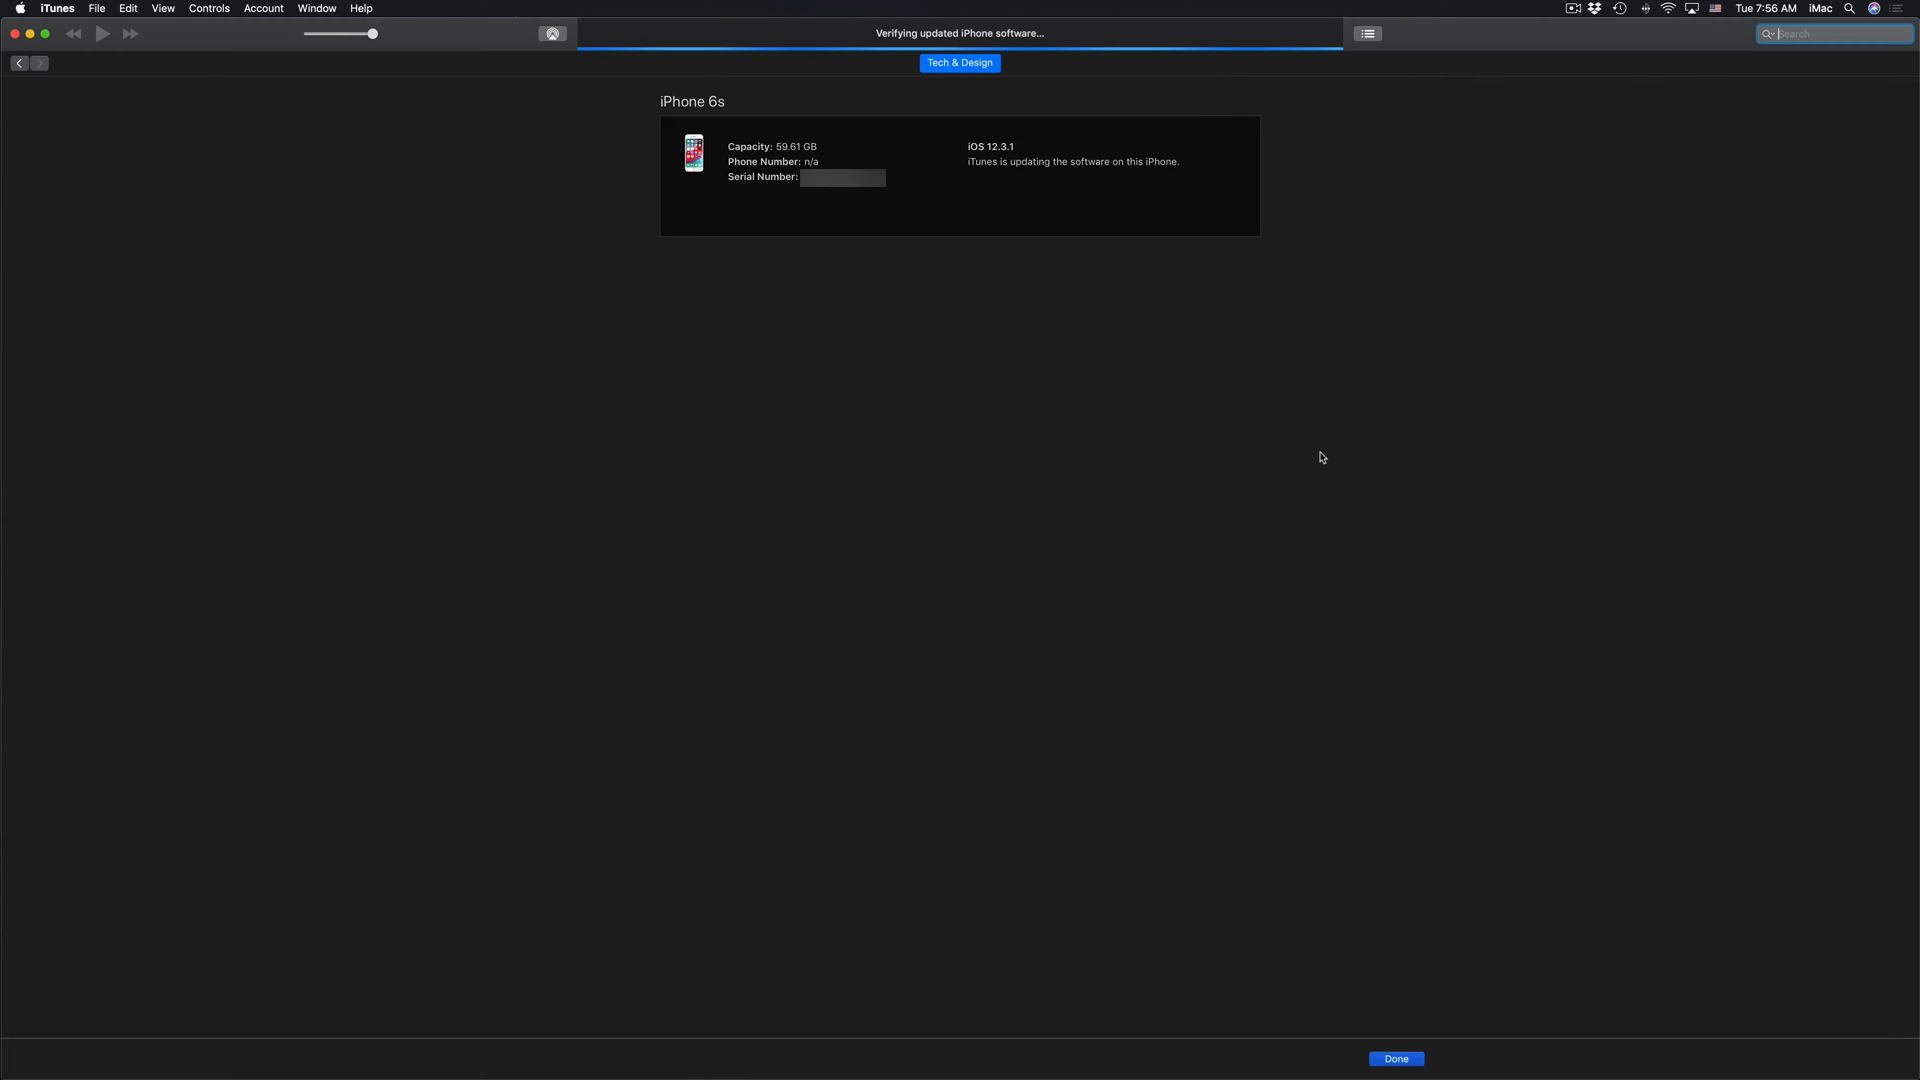 iTunes File Edit View Controls Account Window Help
Tue 7:56 AM iMac
Verifying updated iPhone software...
Search
Tech & Design
iPhone 6s
Capacity: 59.61 GB
Phone Number: n/a
Serial Number:
iOS 12.3.1
iTunes is updating the software on this iPhone.
Done